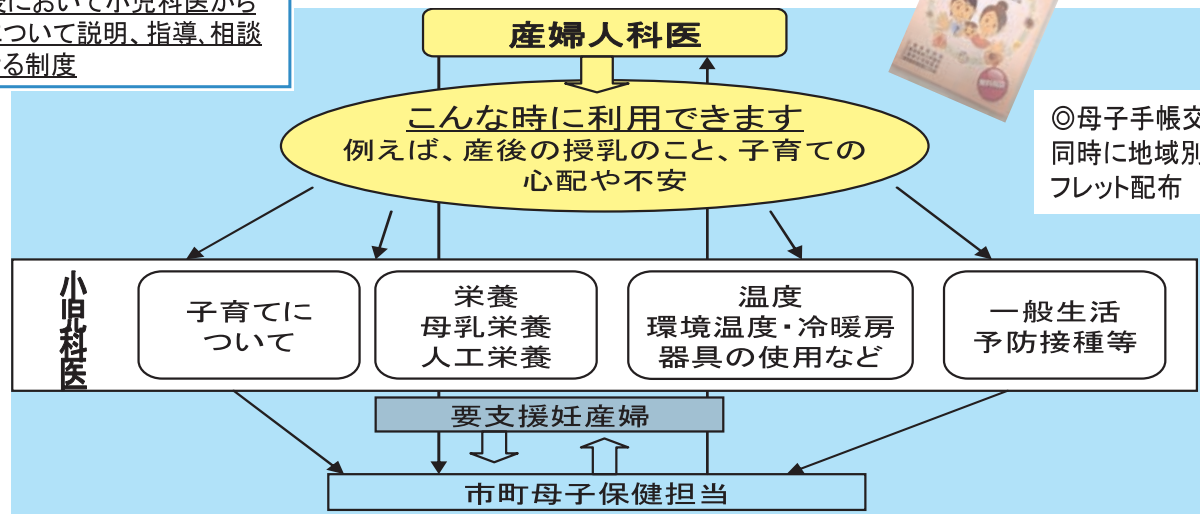 後において小児科医から
ついて説明、指導、相談
る制度
産婦人科医
こんな時に利用できます
例えば、産後の授乳のこと、子育ての
心配や不安
◎母子手帳交
同時に地域別
フレット配布
小児科医
子育てに
ついて
栄養
母乳栄養
人工栄養
温度
環境温度・冷暖房
器具の使用など
一般生活
予防接種等
要支援妊産婦
市町母子保健担当